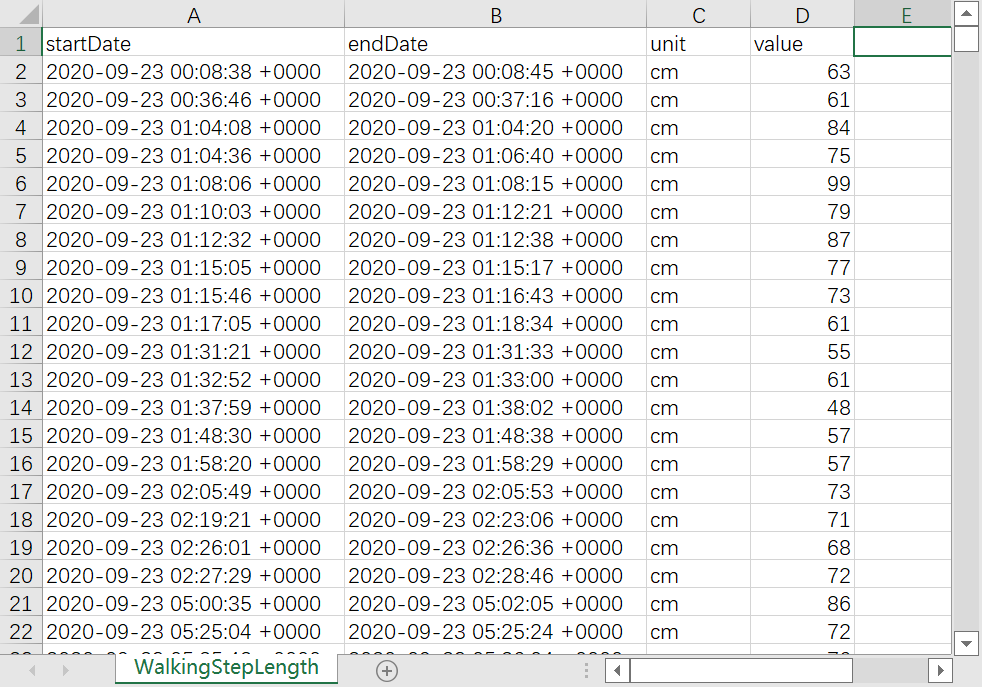 A B C D E
1 startDate endDate unit value
2 2020-09-23 00:08:38 +0000 2020-09-23 00:08:45 +0000 cm 63
3 2020-09-23 00:36:46 +0000 2020-09-23 00:37:16 +0000 cm 61
4 2020-09-23 01:04:08 +0000 2020-09-23 01:04:20 +0000 cm 84
5 2020-09-23 01:04:36 +0000 2020-09-23 01:06:40 +0000 cm 75
6 2020-09-23 01:08:06 +0000 2020-09-23 01:08:15 +0000 cm 99
7 2020-09-23 01:10:03 +0000 2020-09-23 01:12:21 +0000 cm 79
8 2020-09-23 01:12:32 +0000 2020-09-23 01:12:38 +0000 cm 87
9 2020-09-23 01:15:05 +0000 2020-09-23 01:15:17 +0000 cm 77
10 2020-09-23 01:15:46 +0000 2020-09-23 01:16:43 +0000 cm 73
11 2020-09-23 01:17:05 +0000 2020-09-23 01:18:34 +0000 cm 61
12 2020-09-23 01:31:21 +0000 2020-09-23 01:31:33 +0000 cm 55
13 2020-09-23 01:32:52 +0000 2020-09-23 01:33:00 +0000 cm 61
14 2020-09-23 01:37:59 +0000 2020-09-23 01:38:02 +0000 cm 48
15 2020-09-23 01:48:30 +0000 2020-09-23 01:48:38 +0000 cm 57
16 2020-09-23 01:58:20 +0000 2020-09-23 01:58:29 +0000 cm 57
17 2020-09-23 02:05:49 +0000 2020-09-23 02:05:53 +0000 cm 73
18 2020-09-23 02:19:21 +0000 2020-09-23 02:23:06 +0000 cm 71
19 2020-09-23 02:26:01 +0000 2020-09-23 02:26:36 +0000 cm 68
20 2020-09-23 02:27:29 +0000 2020-09-23 02:28:46 +0000 cm 72
21 2020-09-23 05:00:35 +0000 2020-09-23 05:02:05 +0000 cm 86
22 2020-09-23 05:25:04 +0000 2020-09-23 05:25:24 +0000 cm 72
WalkingStepLength